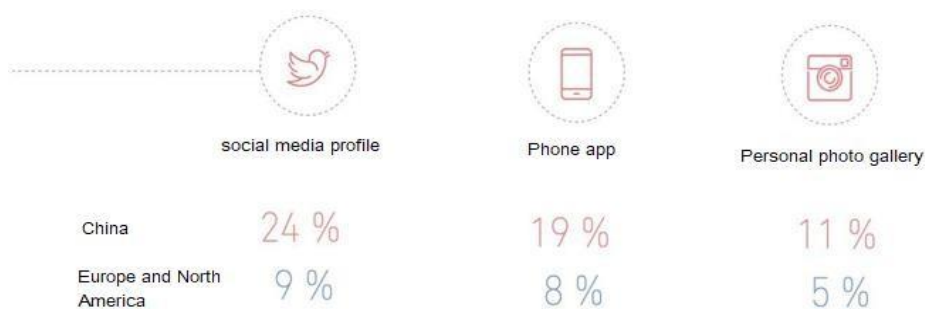 social media profile
Phone app
Personal photo gallery
China
24 %
19 %
11 %
Europe and North
America
9 %
8 %
5 %